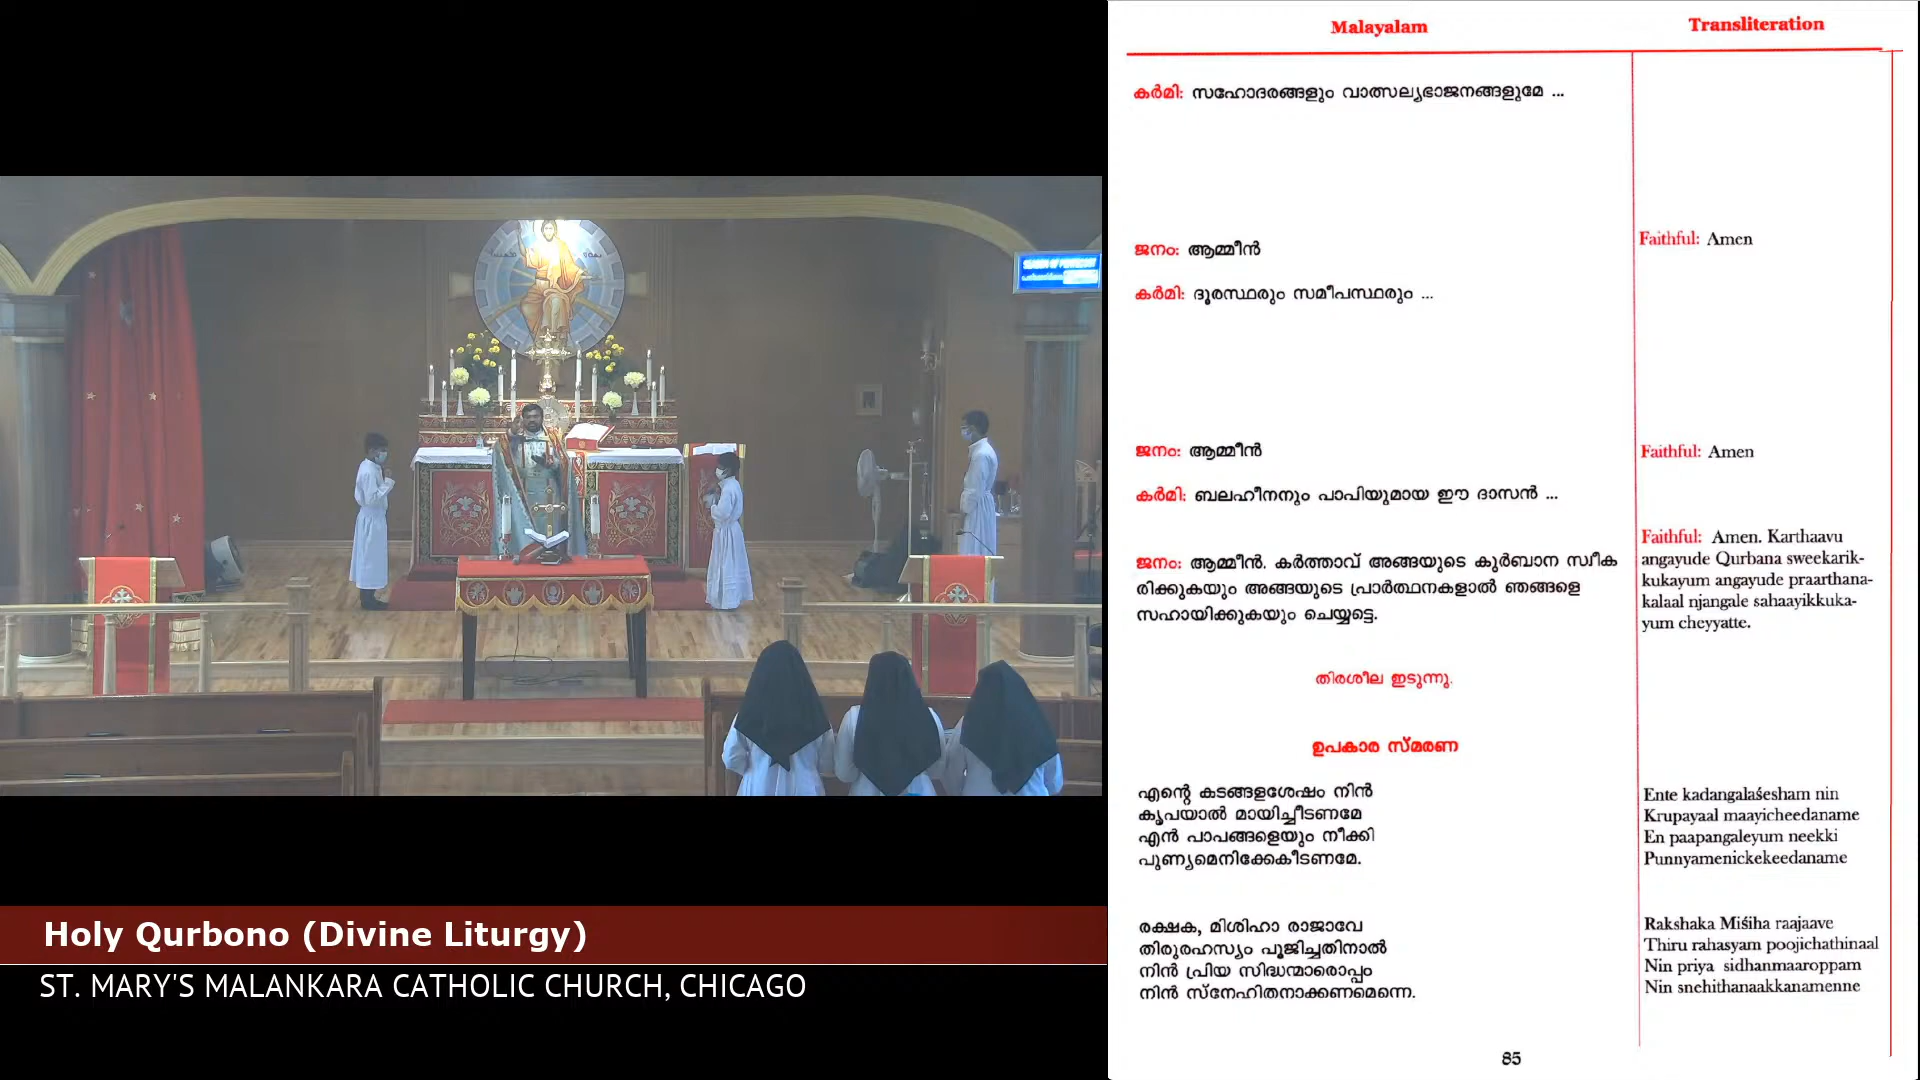 Malayalam
Transliteration
കർമി: സഹോദരങ്ങളും വാത്സല്യഭാജനങ്ങളുമേ ...
ജനം: ആമ്മീൻ
Faithful: Amen
കർമി: ദൂരസ്ഥരും സമീപസ്ഥരും ...
ജനം: ആമ്മീൻ
Faithful: Amen
കർമി: ബലഹീനനും പാപിയുമായ ഈ ദാസൻ ...
ജനം: ആമ്മീൻ. കർത്താവ് അങ്ങയുടെ കുർബാന സ്വീക
രിക്കുകയും അങ്ങയുടെ പ്രാർത്ഥനകളാൽ ഞങ്ങളെ
സഹായിക്കുകയും ചെയ്യട്ടെ.
Faithful: Amen. Karthaavu
angayude Qurbana sweekarik-
kukayum angayude praarthana-
kalaal njangale sahaayikkuka-
yum cheyyatte.
തിരശീല ഇടുന്നു.
ഉപകാര സ്മരണ
എന്റെ കടങ്ങളശേഷം നിൻ
കൃപയാൽ മായിച്ചീടണമേ
എൻ പാപങ്ങളെയും നീക്കി
പുണ്യമെനിക്കേകീടണമേ.
Ente kadangalaśesham nin
Krupayaal maayicheedaname
En paapangaleyum neekki
Punnyamenickekeedaname
രക്ഷക, മിശിഹാ രാജാവേ
തിരുരഹസ്യം പൂജിച്ചതിനാൽ
നിൻ പ്രിയ സിദ്ധന്മാരൊപ്പം
നിൻ സ്നേഹിതനാക്കണമെന്നെ.
Rakshaka Miśiha raajaave
Thiru rahasyam poojichathinaal
Nin priya sidhanmaaroppam
Nin snehithanaakkanamenne
85
Holy Qurbono (Divine Liturgy)
ST. MARY'S MALANKARA CATHOLIC CHURCH, CHICAGO